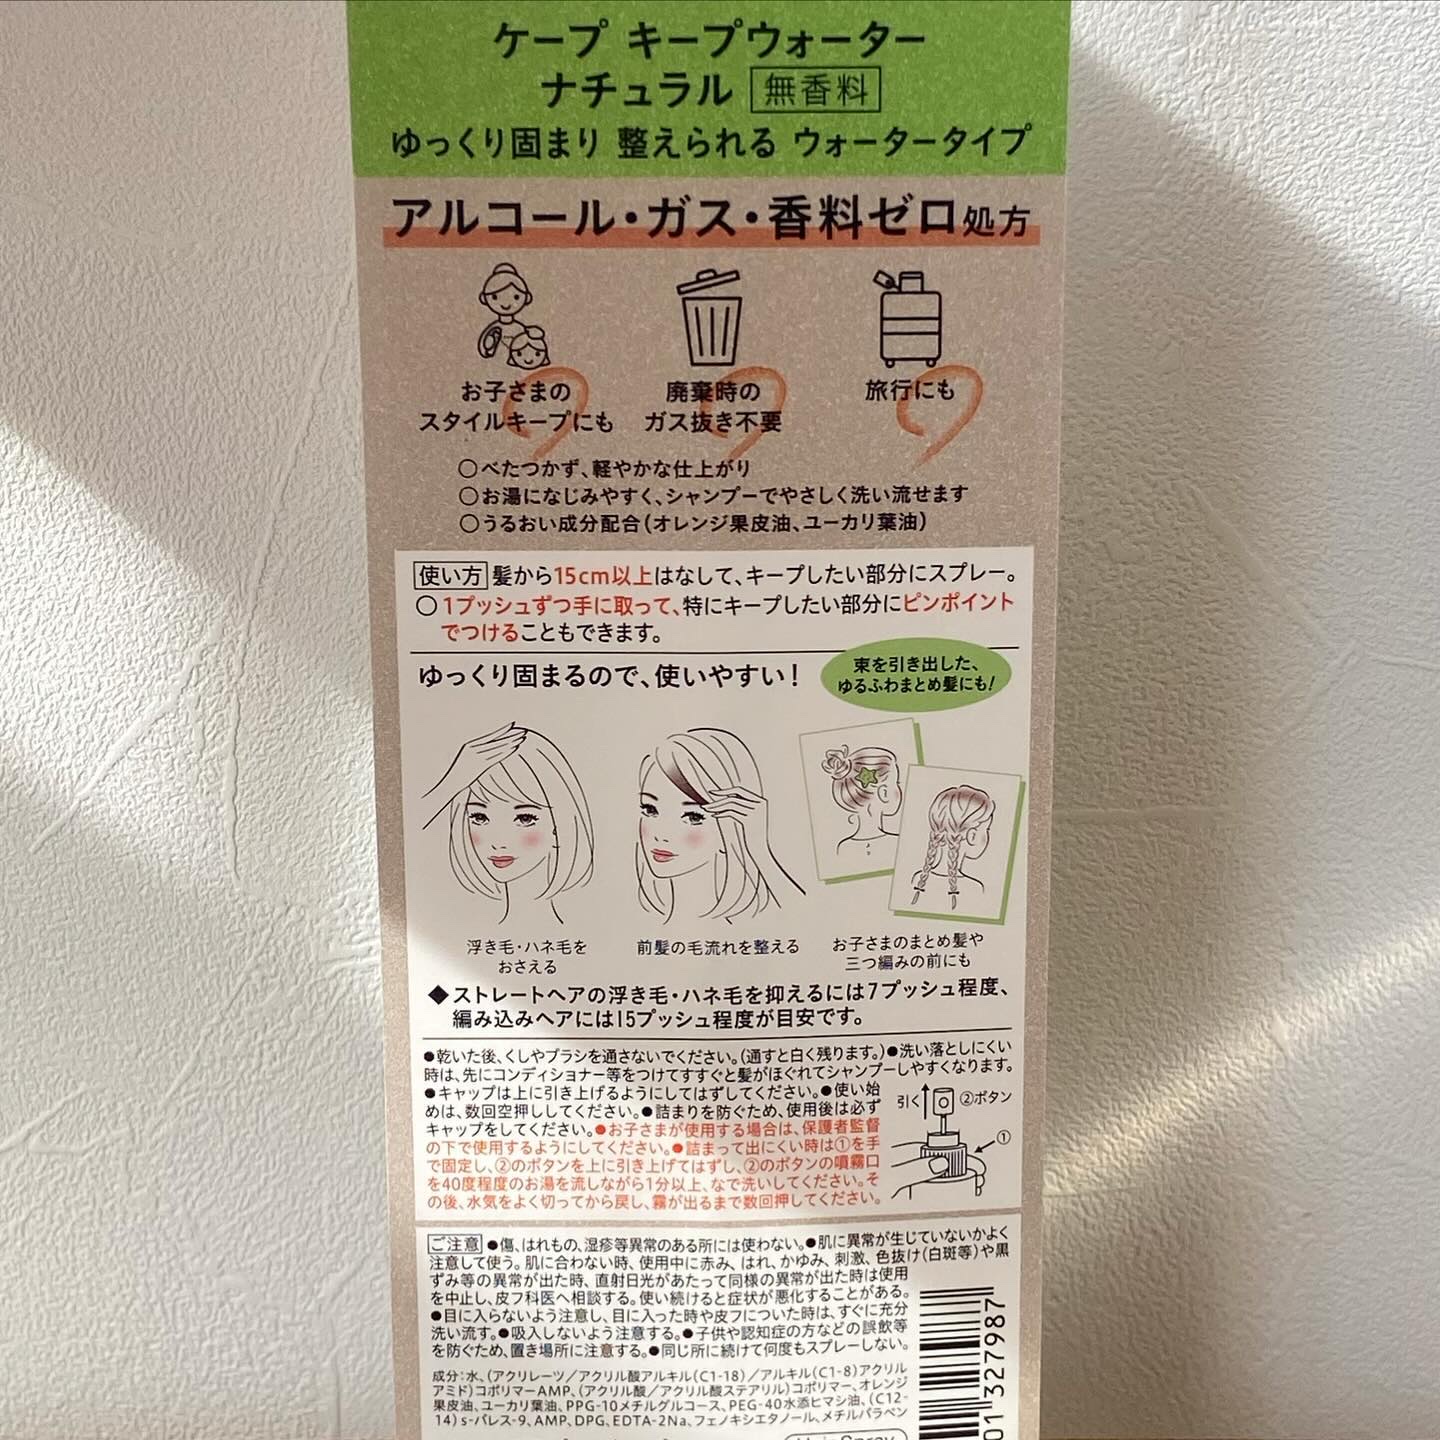 ケープ キープウォーター
ナチュラル 無香料
ゆっくり固まり 整えられる ウォータータイプ
アルコール・ガス・香料ゼロ処方
お子さまの
スタイルキープにも
廃棄時の
ガス抜き不要
旅行にも
○べたつかず、軽やかな仕上がり
○お湯になじみやすく、シャンプーでやさしく洗い流せます
○うるおい成分配合(オレンジ果皮油、ユーカリ葉油)
使い方 髪から15cm以上はなして、キープしたい部分にスプレー。
○1プッシュずつ手に取って、特にキープしたい部分にピンポイント
でつけることもできます。
ゆっくり固まるので、使いやすい!
束を引き出した、
ゆるふわまとめ髪にも!
浮き毛・ハネ毛を
おさえる
前髪の毛流れを整える
お子さまのまとめ髪や
三つ編みの前にも
◆ストレートヘアの浮き毛・ハネ毛を抑えるには7プッシュ程度、
編み込みヘアには15プッシュ程度が目安です。
●乾いた後、くしやブラシを通さないでください。(通すと白く残ります。)●洗い落としにくい
時は、先にコンディショナー等をつけてすすぐと髪がほぐれてシャンプーしやすくなります。
●キャップは上に引き上げるようにしてはずしてください。●使い始
めは、数回空押ししてください。●詰まりを防ぐため、使用後は必ず
キャップをしてください。●お子さまが使用する場合は、保護者監督
の下で使用するようにしてください。●詰まって出にくい時は①を手
で固定し、②のボタンを上に引き上げてはずし、②のボタンの噴霧口
を40度程度のお湯を流しながら1分以上、なで洗いしてください。そ
の後、水気をよく切ってから戻し、霧が出るまで数回押してください。
引く ②ボタン
①
ご注意 ●傷、はれもの、湿疹等異常のある所には使わない。●肌に異常が生じていないかよく
注意して使う。肌に合わない時、使用中に赤み、はれ、かゆみ、刺激、色抜け(白斑等)や黒
ずみ等の異常が出た時、直射日光があたって同様の異常が出た時は使用
を中止し、皮フ科医へ相談する。使い続けると症状が悪化することがある。
●目に入らないよう注意し、目に入った時や皮フについた時は、すぐに充分
洗い流す。●吸入しないよう注意する。●子供や認知症の方などの誤飲等
を防ぐため、置き場所に注意する。●同じ所に続けて何度もスプレーしない。
成分：水、(アクリレーツ／アクリル酸アルキル(C1-18)／アルキル(C1-8)アクリル
アミド)コポリマーAMP、(アクリル酸／アクリル酸ステアリル)コポリマー、オレンジ
果皮油、ユーカリ葉油、PPG-10メチルグルコース、PEG-40水添ヒマシ油、(C12-
14)s-パレス-9、AMP、DPG、EDTA-2Na、フェノキシエタノール、メチルパラベン
01 327987